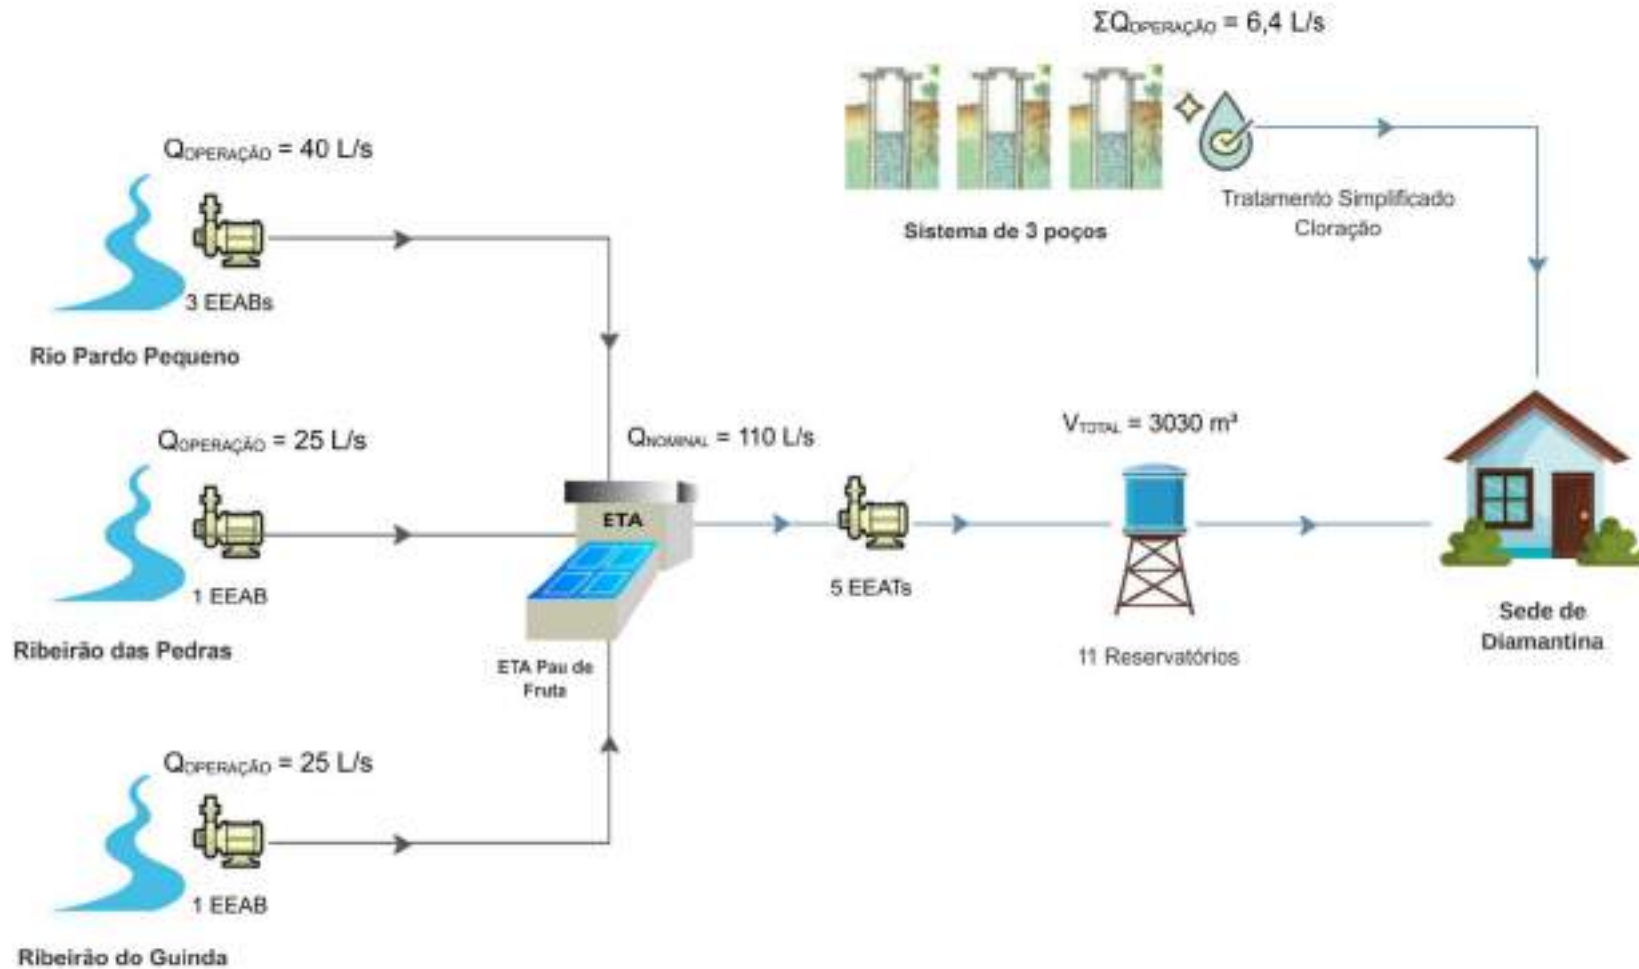 ΣQOPERAÇÃO = 6,4 L/s
Tratamento Simplificado
Cloração
Sistema de 3 poços
QOPERAÇÃO = 40 L/s
3 EEABs
Rio Pardo Pequeno
QOPERAÇÃO = 25 L/s
1 EEAB
Ribeirão das Pedras
QOPERAÇÃO = 25 L/s
1 EEAB
Ribeirão do Guinda
QNOMINAL = 110 L/s
ETA
ETA Pau de
Fruta
5 EEATs
VTOTAL = 3030 m³
11 Reservatórios
Sede de
Diamantina